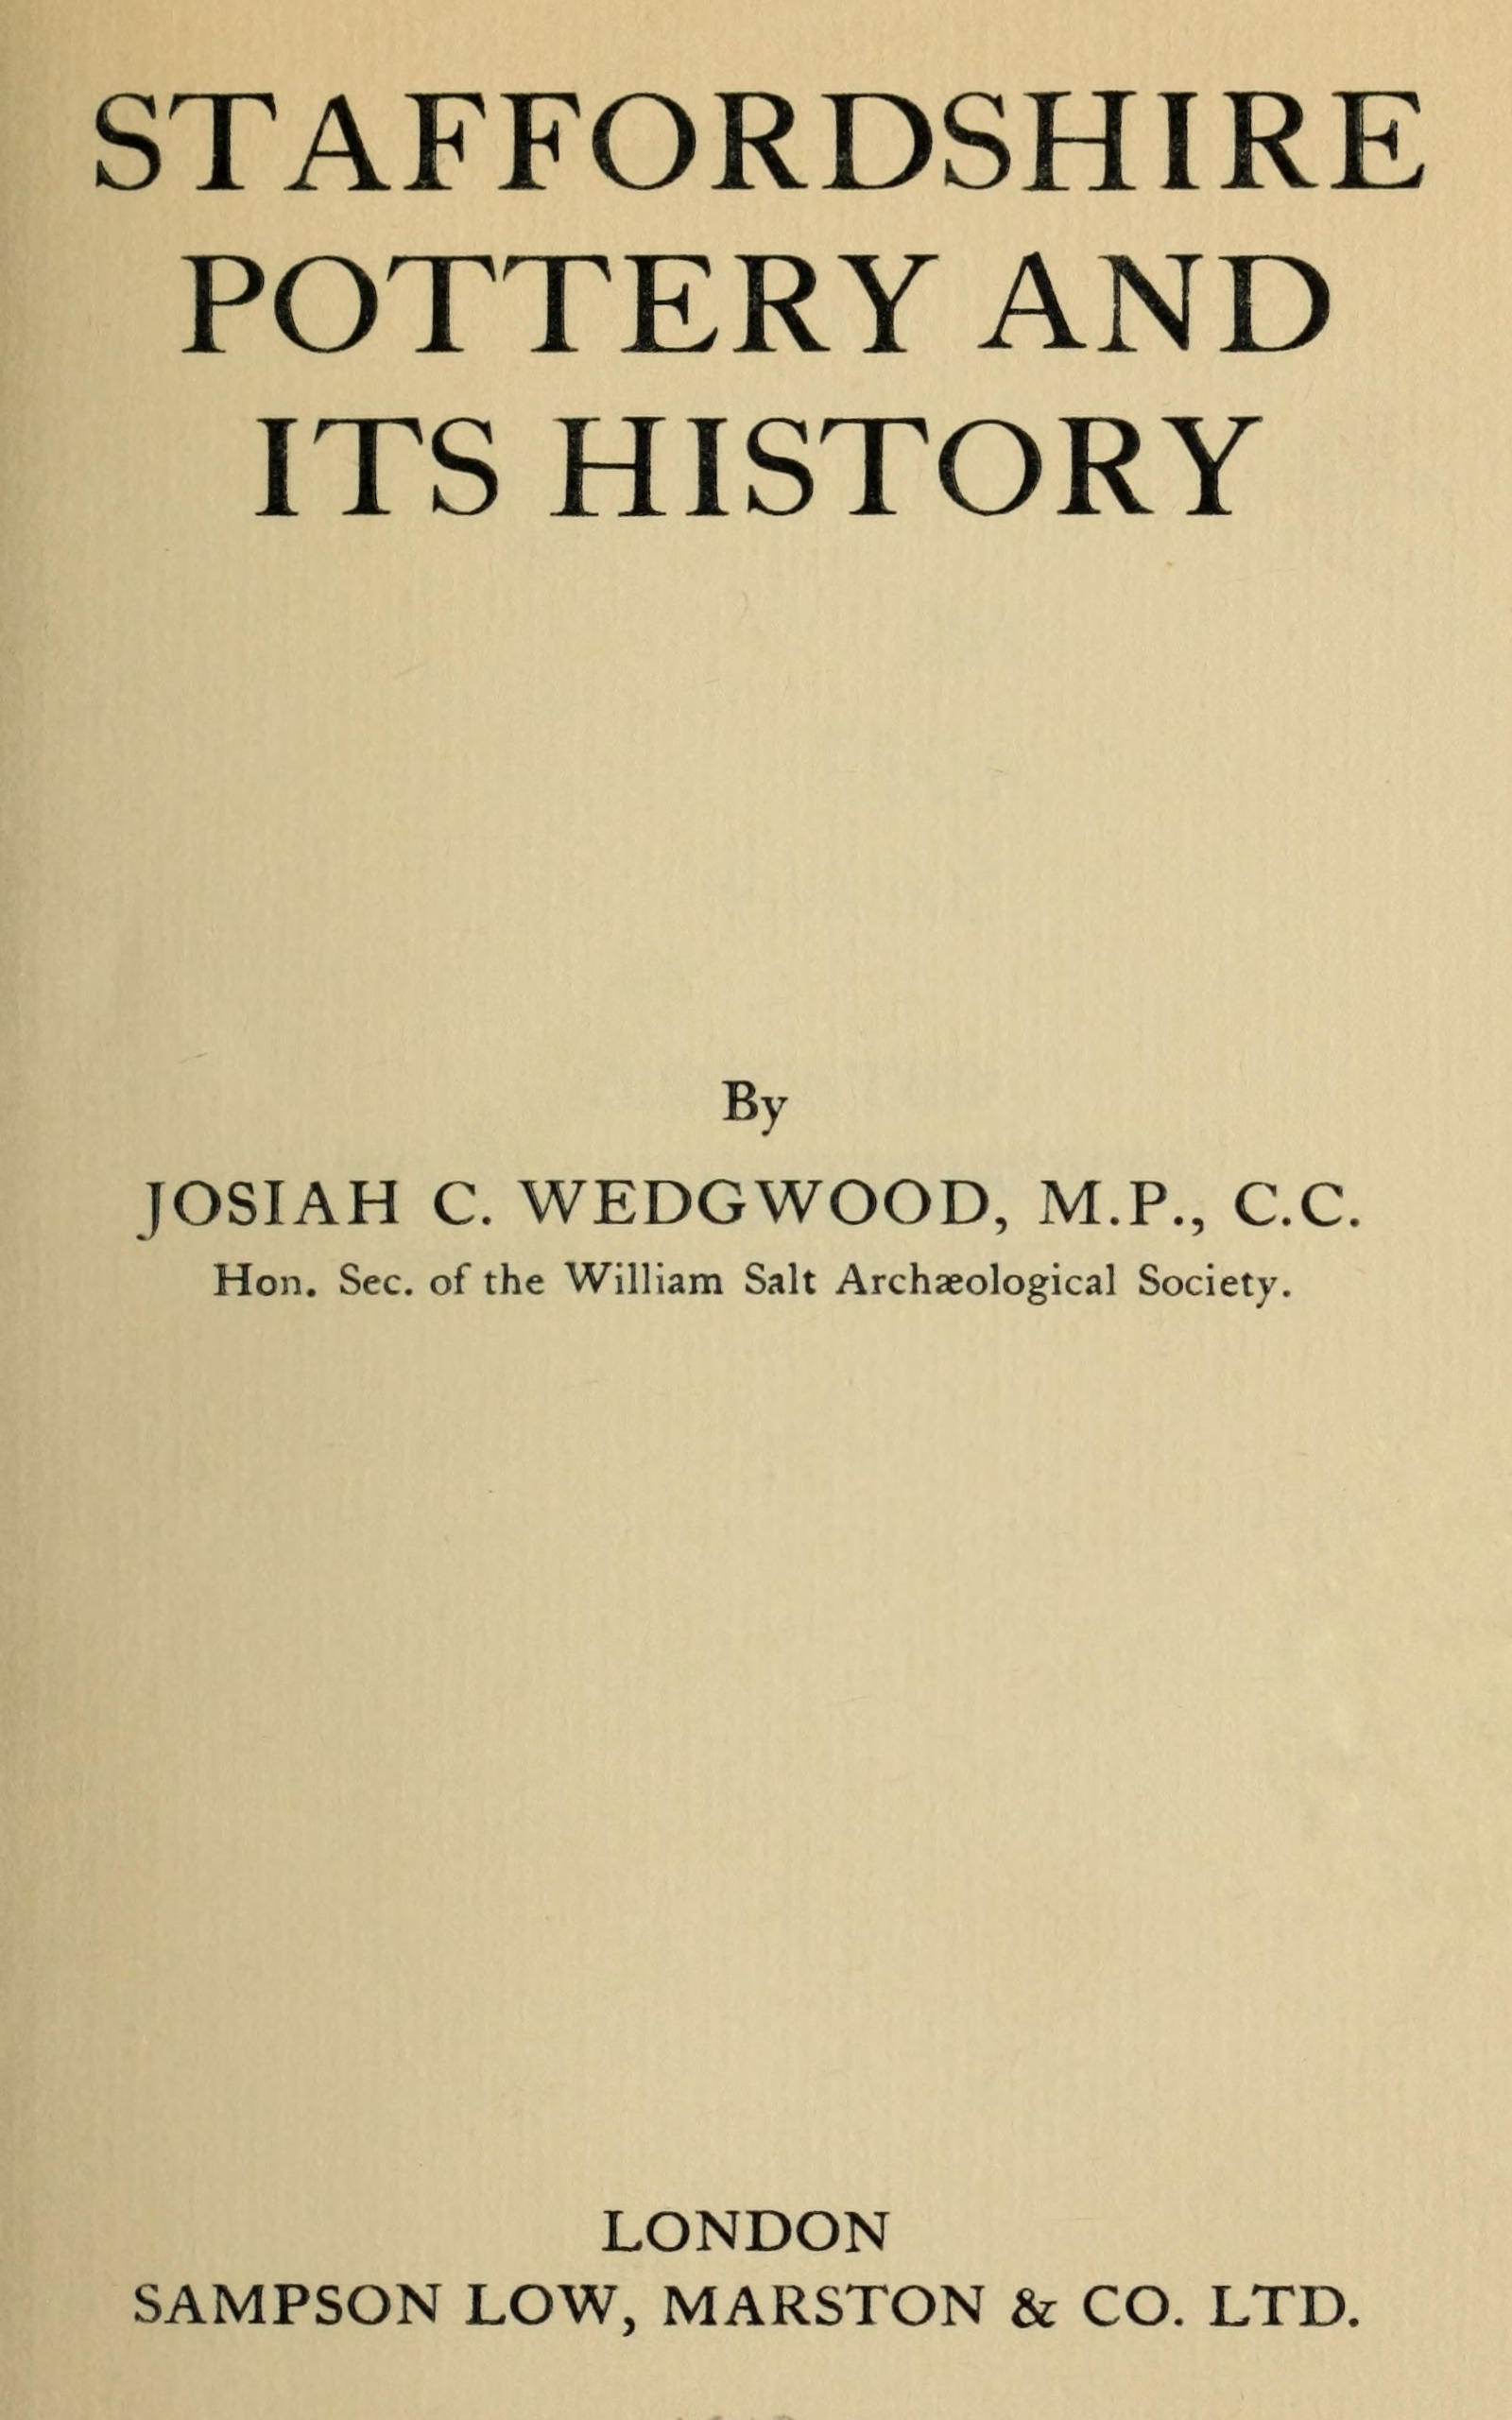 STAFFORDSHIRE
POTTERY AND
ITS HISTORY
By
JOSIAH C. WEDGWOOD, M.P., C.C.
Hon. Sec. of the William Salt Archæological Society.
LONDON
SAMPSON LOW, MARSTON & CO. LTD.